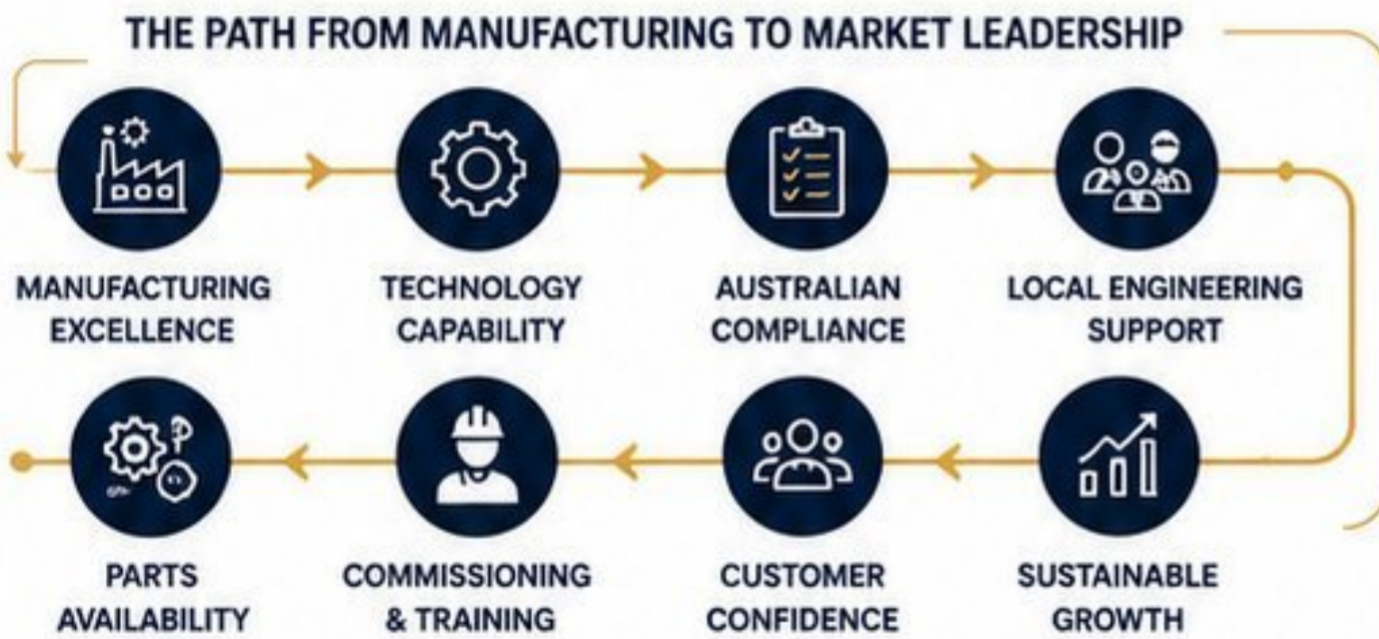 THE PATH FROM MANUFACTURING TO MARKET LEADERSHIP
MANUFACTURING
EXCELLENCE
TECHNOLOGY
CAPABILITY
AUSTRALIAN
COMPLIANCE
LOCAL ENGINEERING
SUPPORT
PARTS
AVAILABILITY
COMMISSIONING
& TRAINING
CUSTOMER
CONFIDENCE
SUSTAINABLE
GROWTH